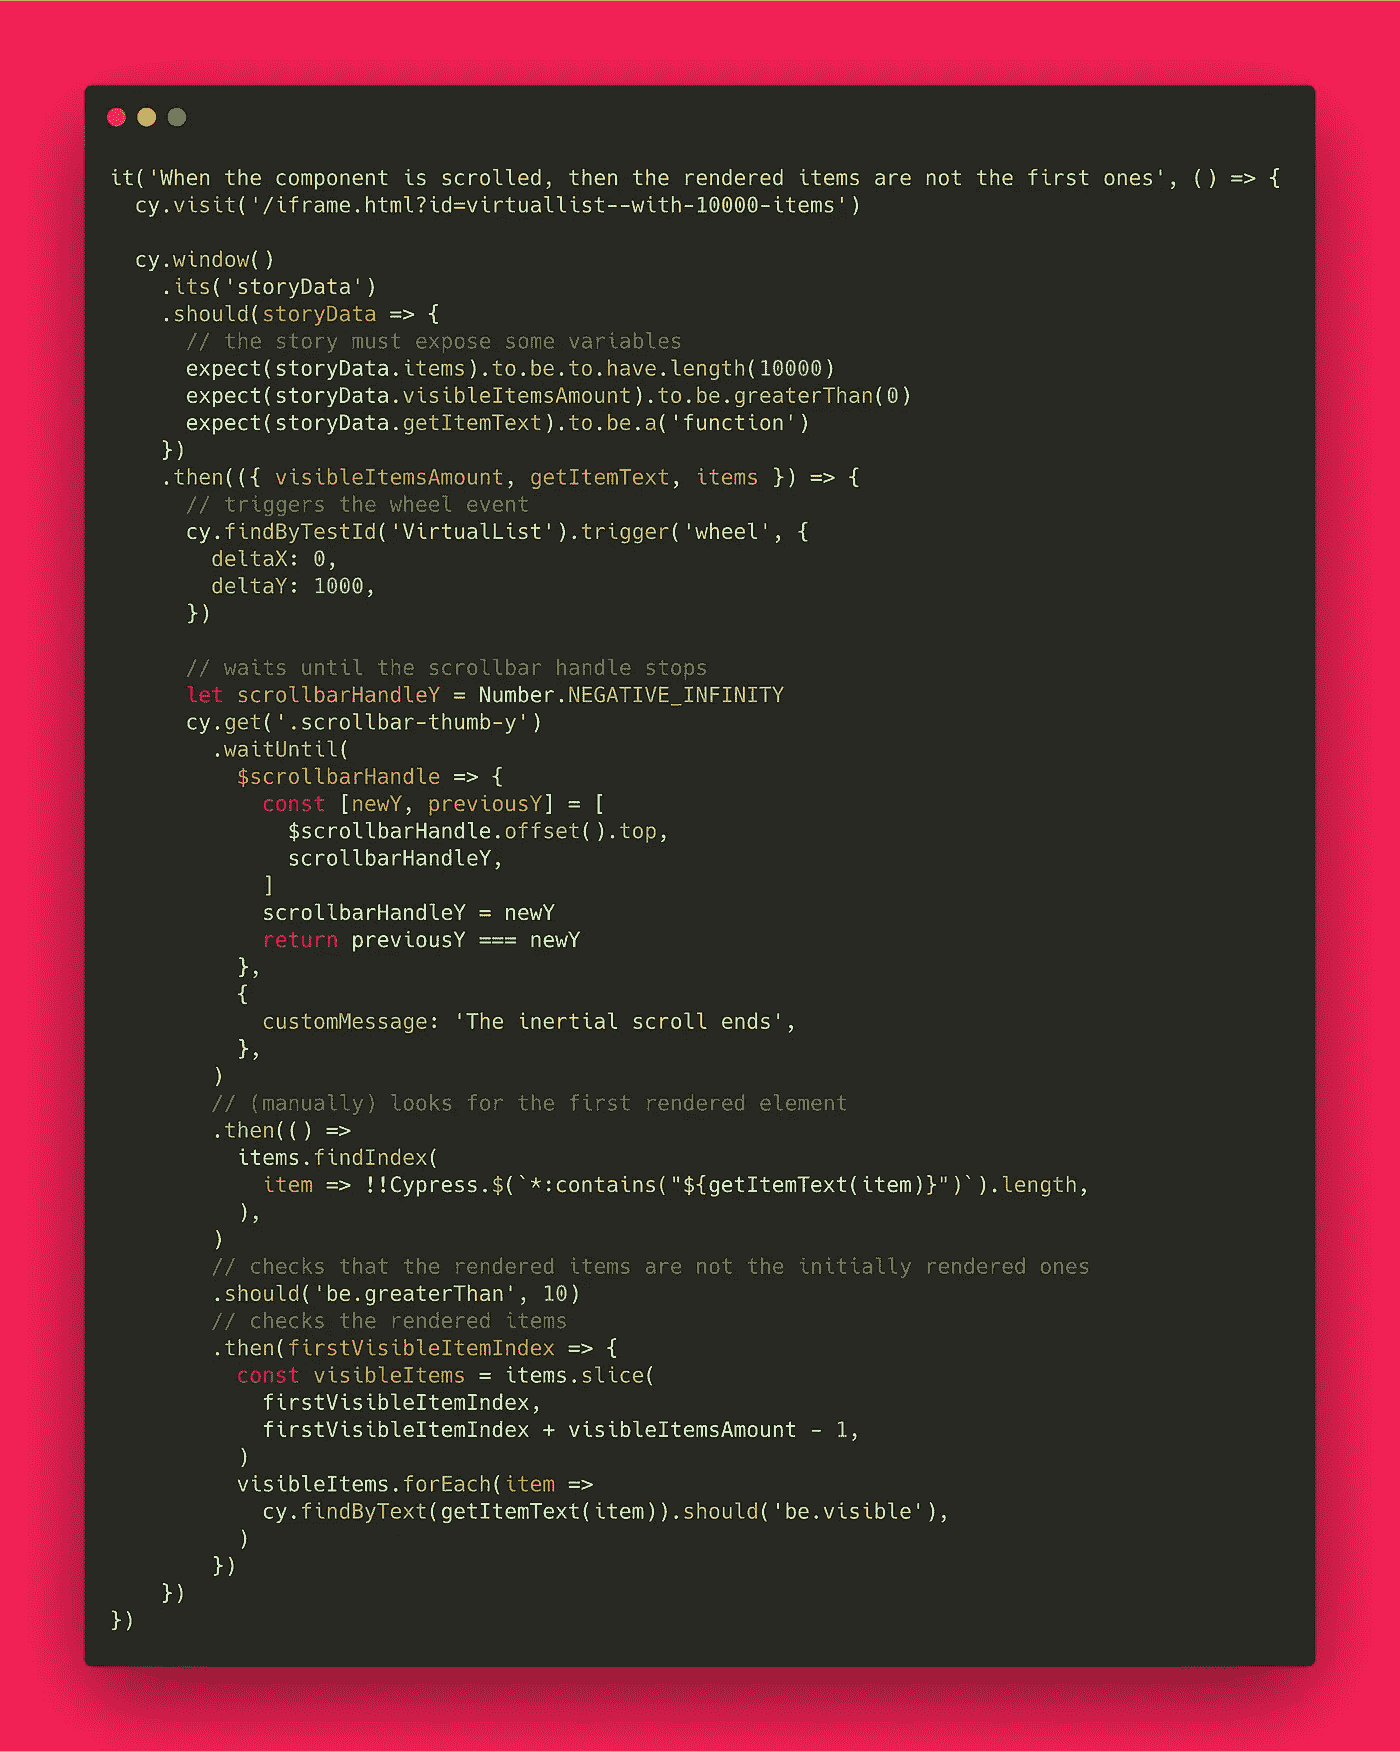 it('When the component is scrolled, then the rendered items are not the first ones', () => {
  cy.visit('/iframe.html?id=virtuallist--with-10000-items')

  cy.window()
    .its('storyData')
    .should(storyData => {
      // the story must expose some variables
      expect(storyData.items).to.be.to.have.length(10000)
      expect(storyData.visibleItemsAmount).to.be.greaterThan(0)
      expect(storyData.getItemText).to.be.a('function')
    })
    .then(({ visibleItemsAmount, getItemText, items }) => {
      // triggers the wheel event
      cy.findByTestId('VirtualList').trigger('wheel', {
        deltaX: 0,
        deltaY: 1000,
      })

      // waits until the scrollbar handle stops
      let scrollbarHandleY = Number.NEGATIVE_INFINITY
      cy.get('.scrollbar-thumb-y')
        .waitUntil(
          $scrollbarHandle => {
            const [newY, previousY] = [
              $scrollbarHandle.offset().top,
              scrollbarHandleY,
            ]
            scrollbarHandleY = newY
            return previousY === newY
          },
          {
            customMessage: 'The inertial scroll ends',
          },
        )
        // (manually) looks for the first rendered element
        .then(() =>
          items.findIndex(
            item => !!Cypress.$(`*:contains("${getItemText(item)}")`).length,
          ),
        )
        // checks that the rendered items are not the initially rendered ones
        .should('be.greaterThan', 10)
        // checks the rendered items
        .then(firstVisibleItemIndex => {
          const visibleItems = items.slice(
            firstVisibleItemIndex,
            firstVisibleItemIndex + visibleItemsAmount - 1,
          )
          visibleItems.forEach(item =>
            cy.findByText(getItemText(item)).should('be.visible'),
          )
        })
    })
})